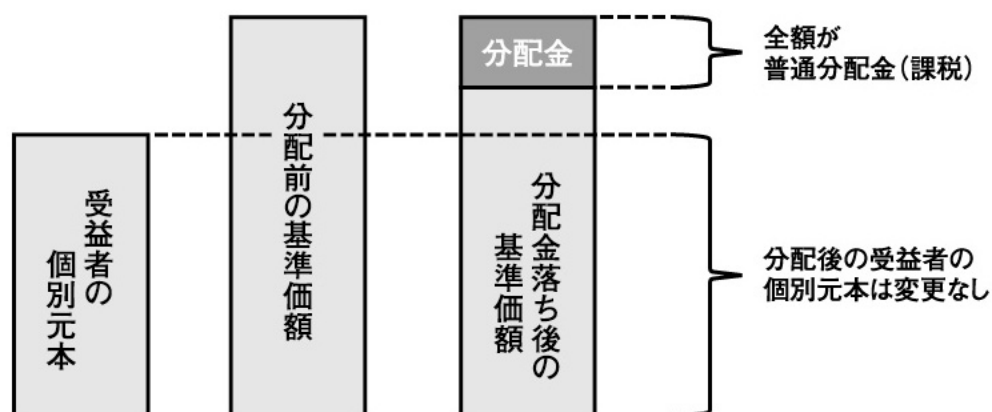 受益者の
個別元本
分配前の基準価額
分配金
分配金落ち後の
基準価額
全額が
普通分配金（課税）
分配後の受益者の
個別元本は変更なし